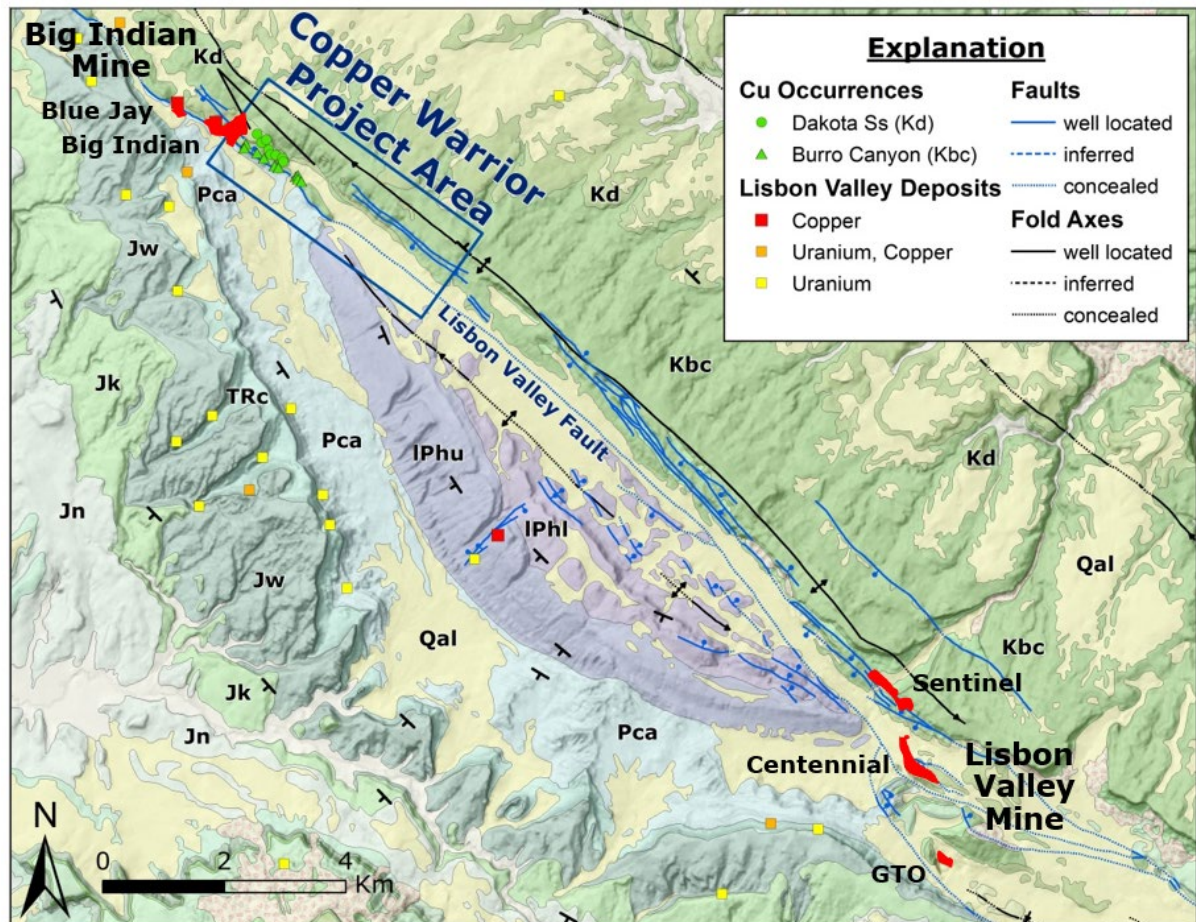 Big Indian
Mine
Kd
Blue Jay
Big Indian
Copper Warrior
Project Area
Pca
Jw
Kd
Explanation
Cu Occurrences
Dakota Ss (Kd)
Burro Canyon (Kbc)
Lisbon Valley Deposits
Copper
Uranium, Copper
Uranium
Faults
well located
inferred
concealed
Fold Axes
well located
inferred
concealed
Lisbon Valley Fault
Kbc
Jk
TRc
Pca
lPhu
Kd
Jn
lPhl
Jw
Qal
Qal
Kbc
Jk
Sentinel
Jn
Pca
Centennial
Lisbon
Valley
Mine
N
0 2 4
Km
GTO